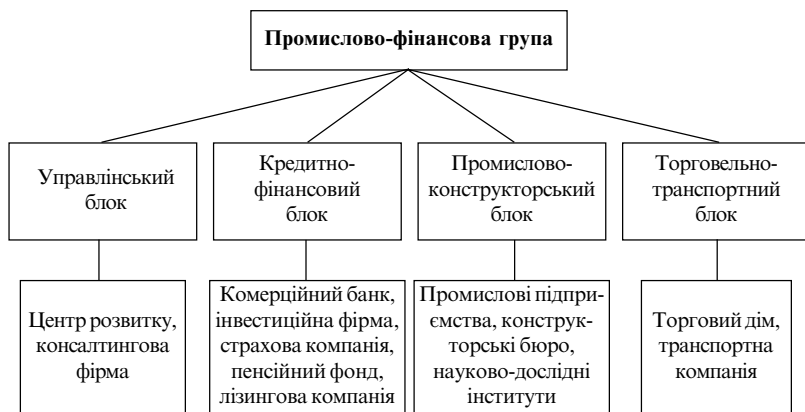 Промислово-фінансова група
Управлінський
блок
Кредитно-
фінансовий
блок
Промислово-
конструкторський
блок
Торговельно-
транспортний
блок
Центр розвитку,
консалтингова
фірма
Комерційний банк,
інвестиційна фірма,
страхова компанія,
пенсійний фонд,
лізингова компанія
Промислові підпри-
ємства, конструк-
торські бюро,
науково-дослідні
інститути
Торговий дім,
транспортна
компанія